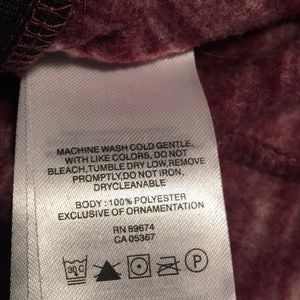 MACHINE WASH COLD GENTLE,
WITH LIKE COLORS, DO NOT
BLEACH, TUMBLE DRY LOW, REMOVE
PROMPTLY, DO NOT IRON,
DRYCLEANABLE
BODY : 100% POLYESTER
EXCLUSIVE OF ORNAMENTATION
RN 89674
CA 05367
30 C
P